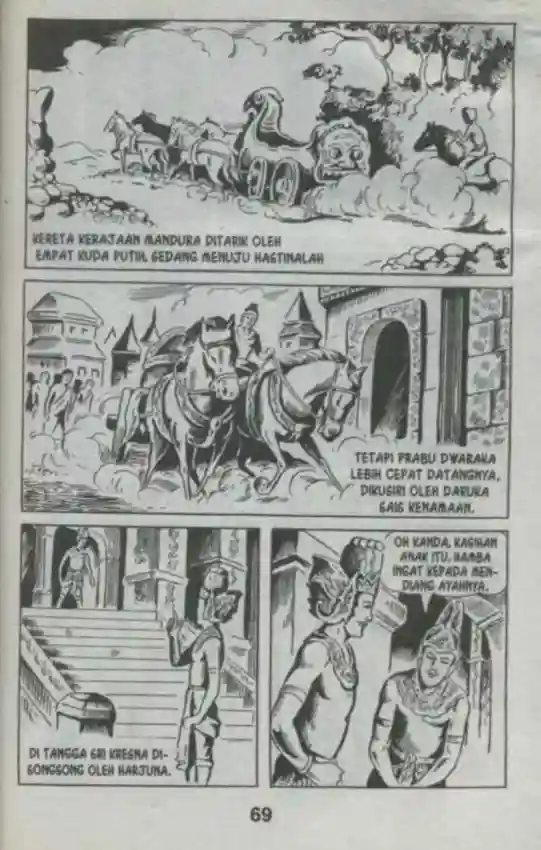 KERETA KERAJAAN MANDURA DITARIK OLEH
EMPAT KUDA PUTIH, SEDANG MENUJU HASTINALAH
TETAPI PRABU DWARAKA
LEBIH CEPAT DATANGNYA,
DIKUSIRI OLEH DARUKA
SAIS KENAMAAN.
DI TANGGA SRI KRESNA DI-
SONGSONG OLEH HARJUNA.
OH KANDA, KASIHAN
ANAK ITU, HAMBA
INGAT KEPADA MEN-
DIANG AYAHNYA.
69